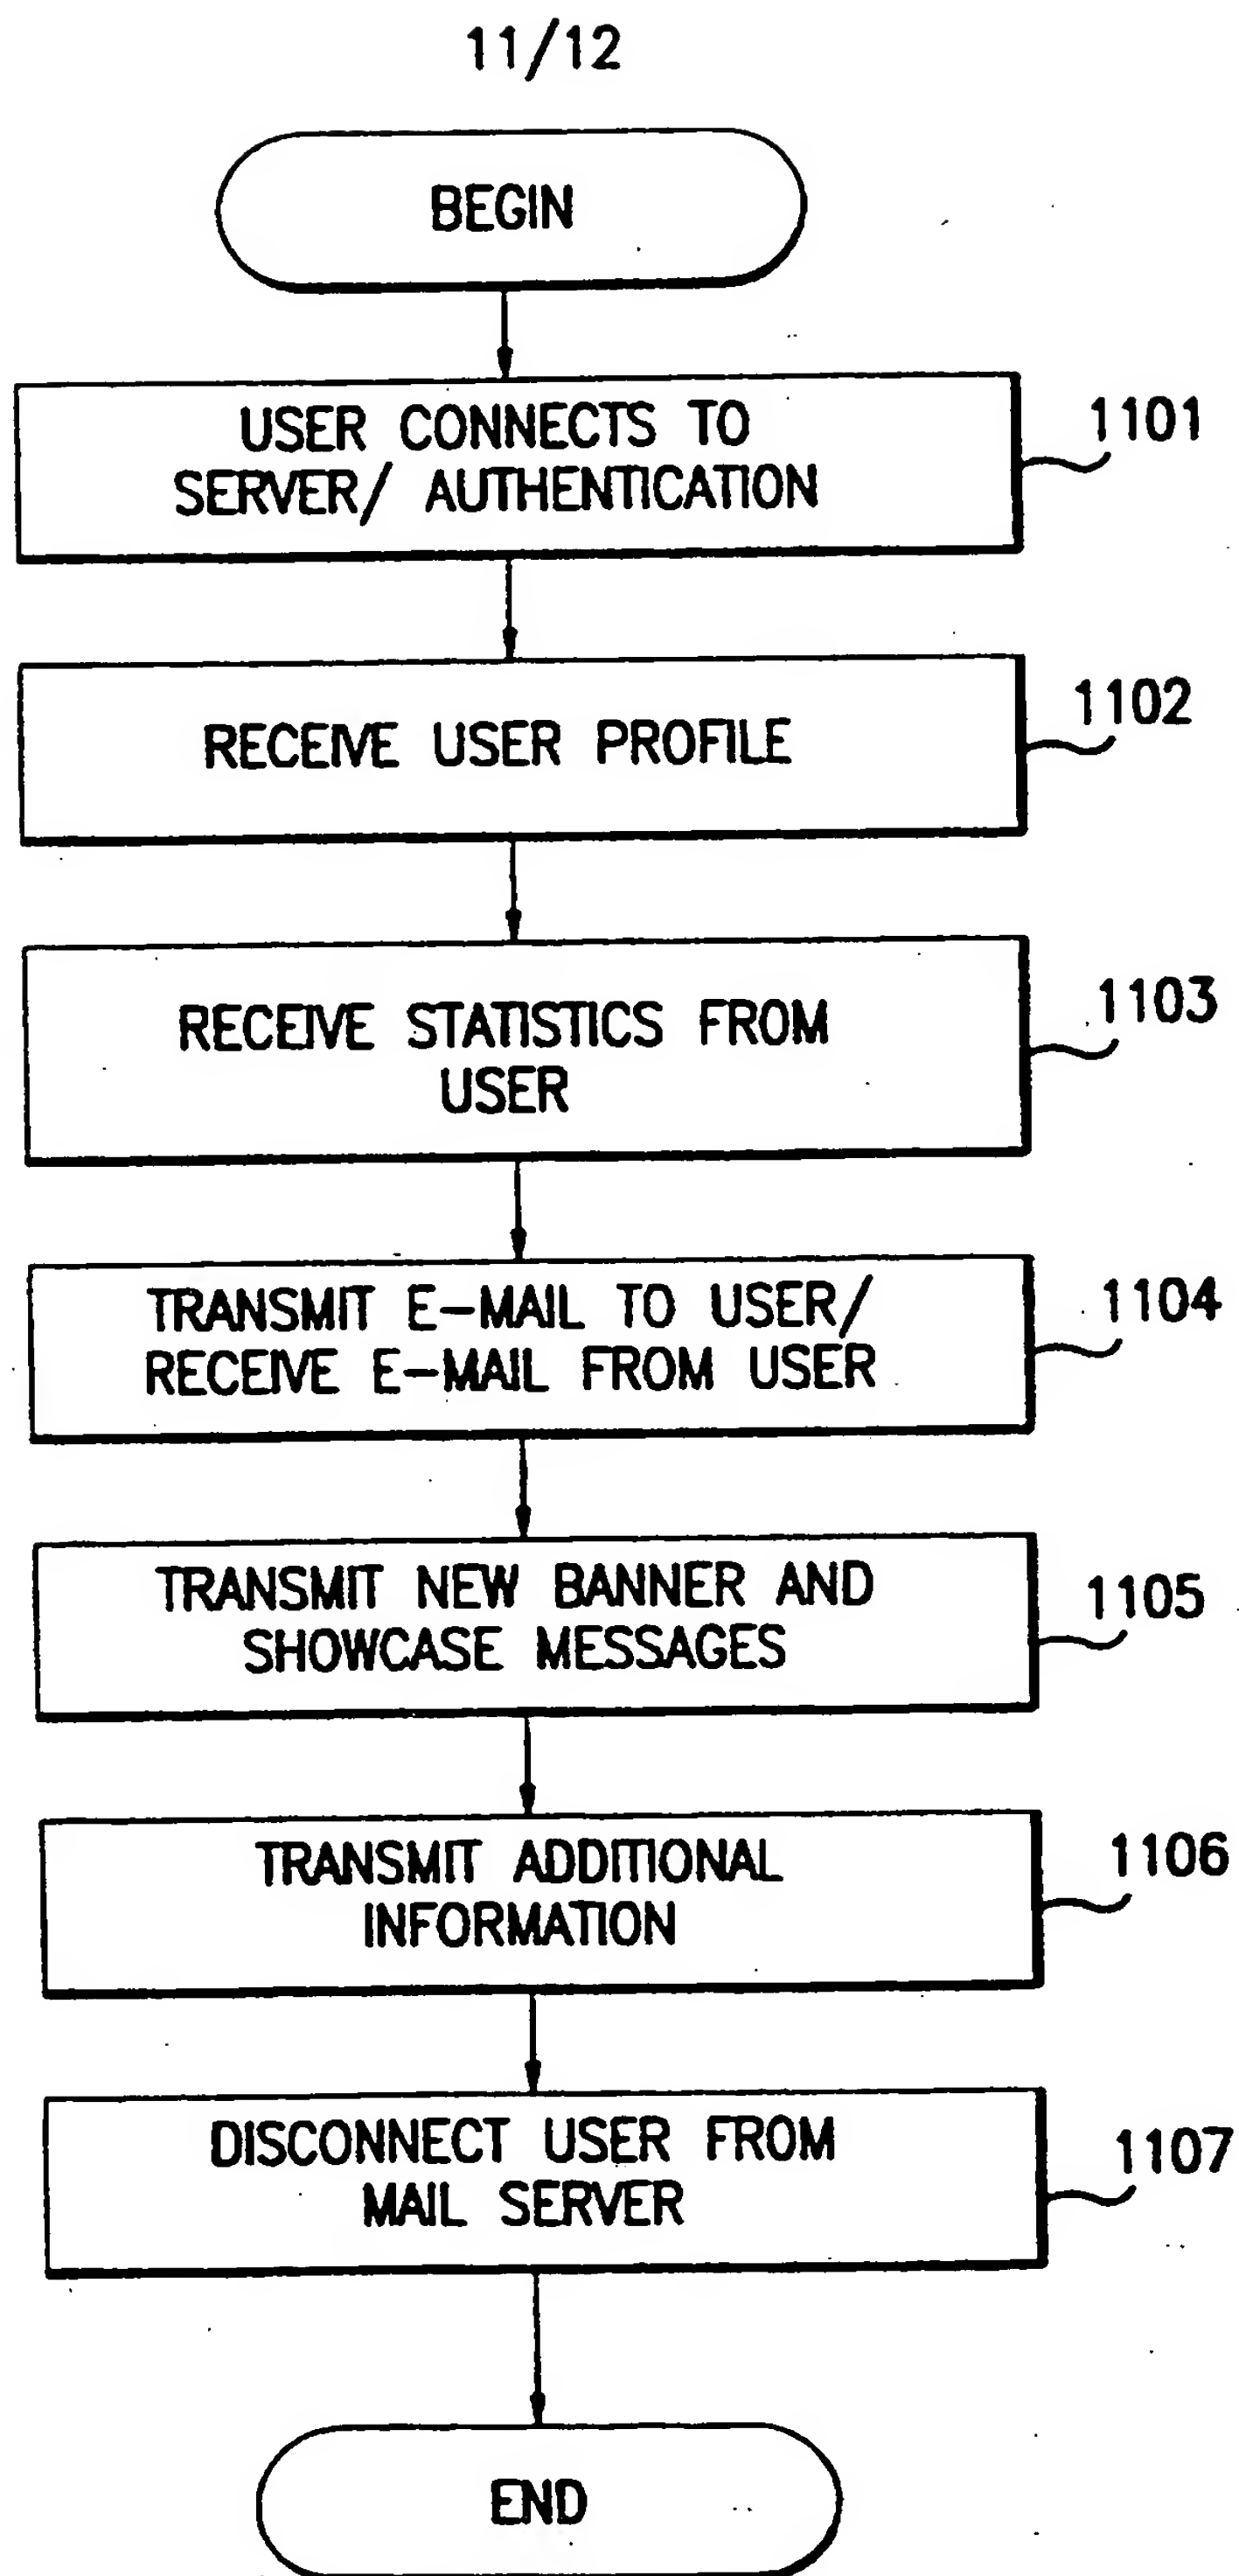 11/12
BEGIN
USER CONNECTS TO
SERVER/ AUTHENTICATION
1101
RECEIVE USER PROFILE
1102
RECEIVE STATISTICS FROM
USER
1103
TRANSMIT E-MAIL TO USER/
RECEIVE E-MAIL FROM USER
1104
TRANSMIT NEW BANNER AND
SHOWCASE MESSAGES
1105
TRANSMIT ADDITIONAL
INFORMATION
1106
DISCONNECT USER FROM
MAIL SERVER
1107
END